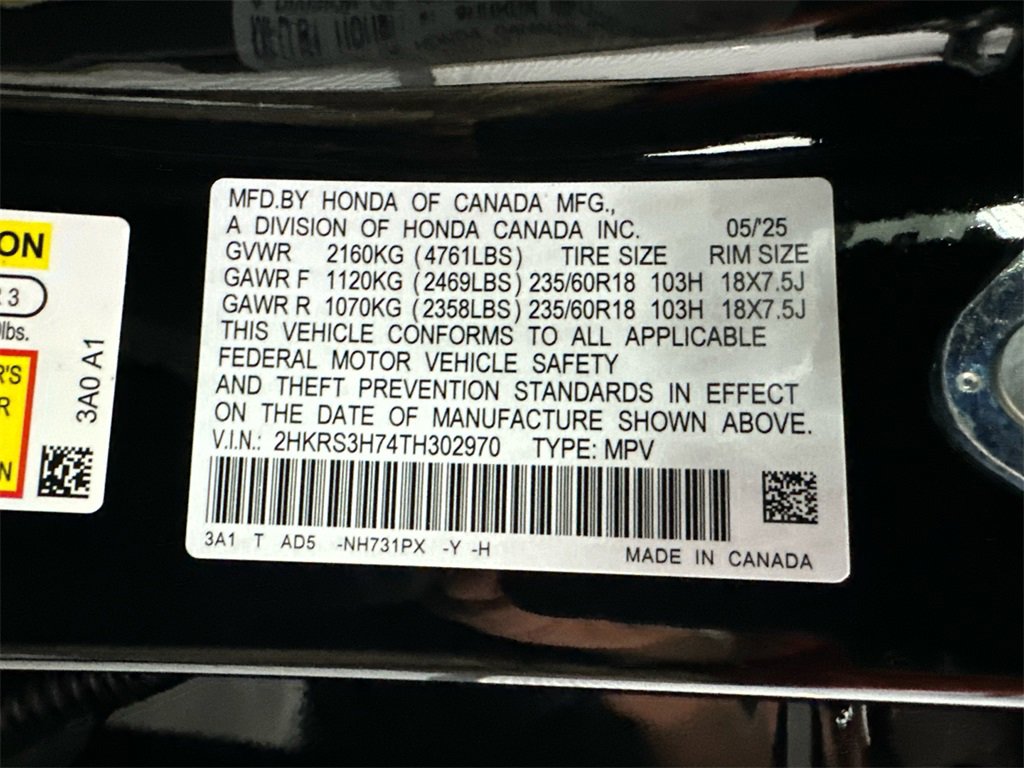 MFD.BY HONDA OF CANADA MFG.,
A DIVISION OF HONDA CANADA INC. 05/'25
GVWR 2160KG (4761LBS) TIRE SIZE RIM SIZE
GAWR F 1120KG (2469LBS) 235/60R18 103H 18X7.5J
GAWR R 1070KG (2358LBS) 235/60R18 103H 18X7.5J
THIS VEHICLE CONFORMS TO ALL APPLICABLE
FEDERAL MOTOR VEHICLE SAFETY
AND THEFT PREVENTION STANDARDS IN EFFECT
ON THE DATE OF MANUFACTURE SHOWN ABOVE.
V.I.N.: 2HKRS3H74TH302970 TYPE: MPV
3A1 T AD5 -NH731PX -Y -H
MADE IN CANADA
ON
3
lbs.
R'S
R
N
3A0 A1